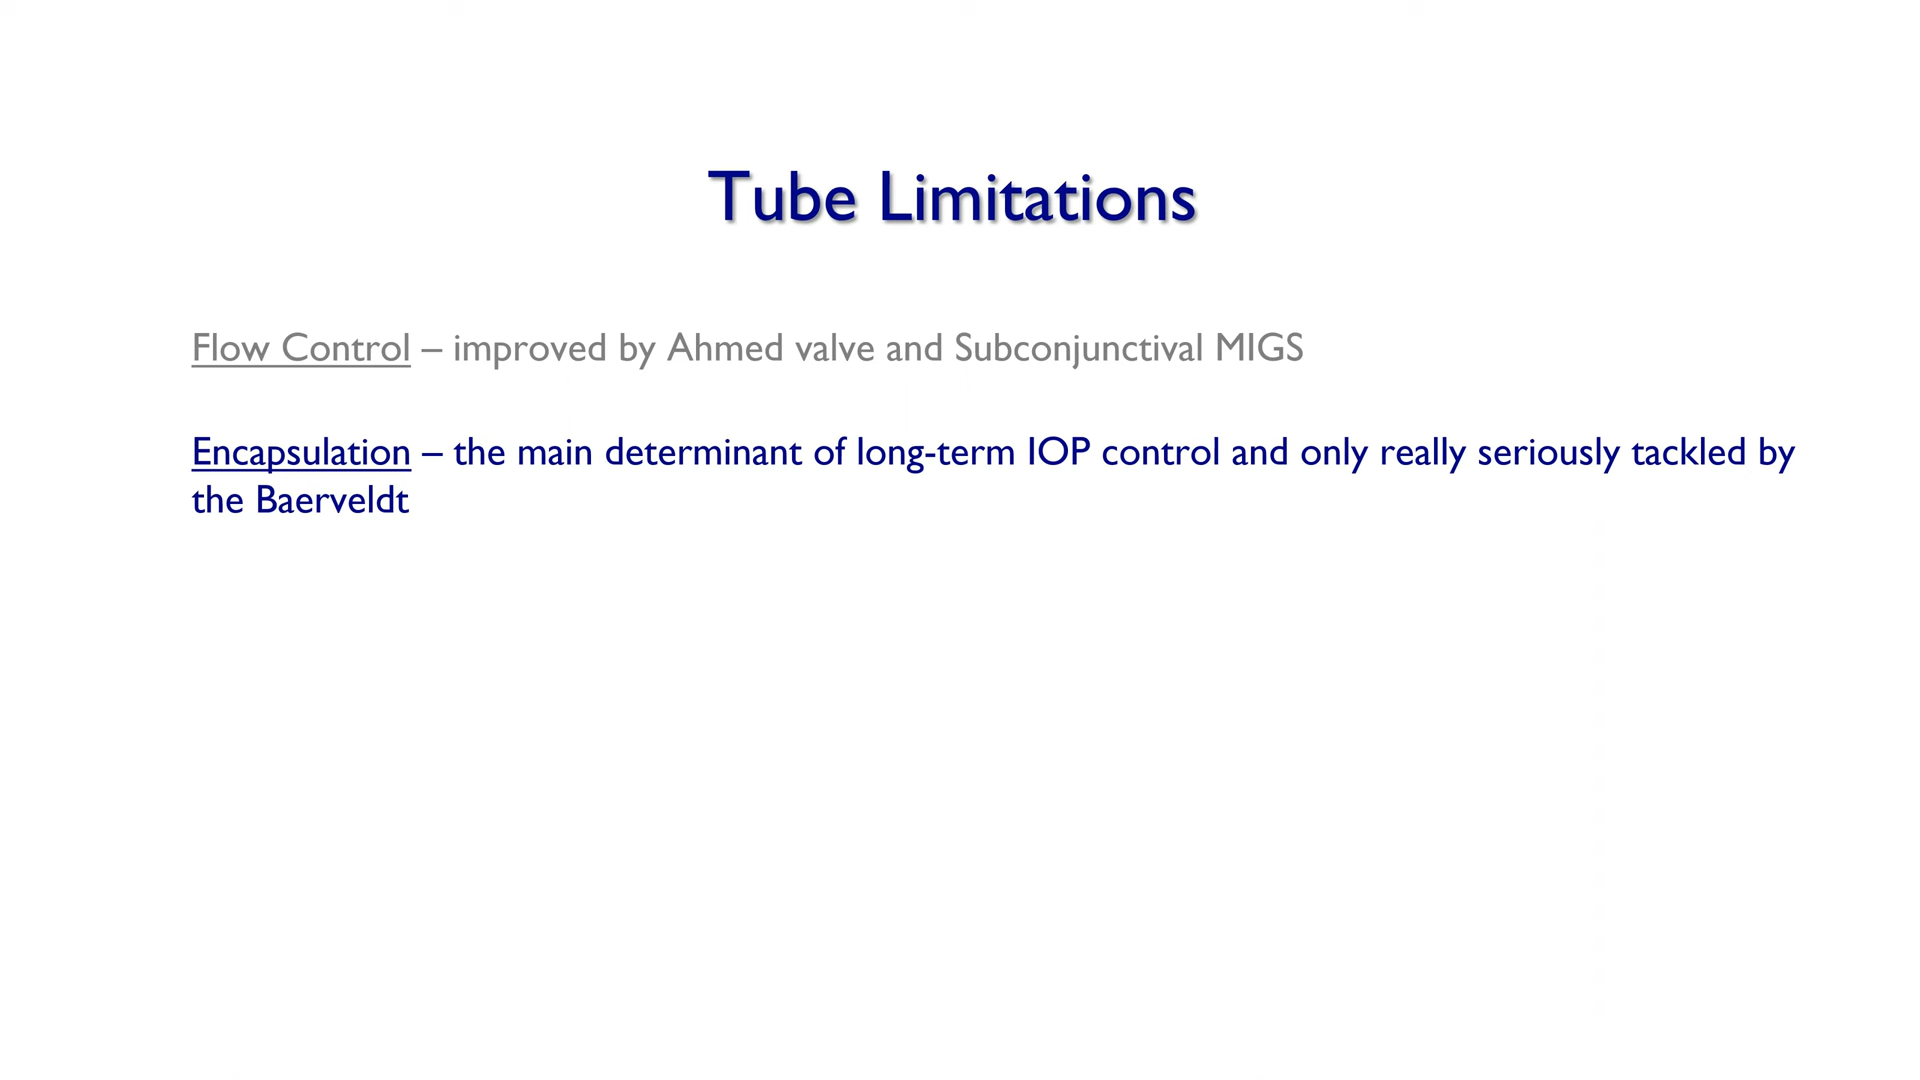 Tube Limitations
Flow Control – improved by Ahmed valve and Subconjunctival MIGS
Encapsulation – the main determinant of long-term IOP control and only really seriously tackled by
the Baerveldt